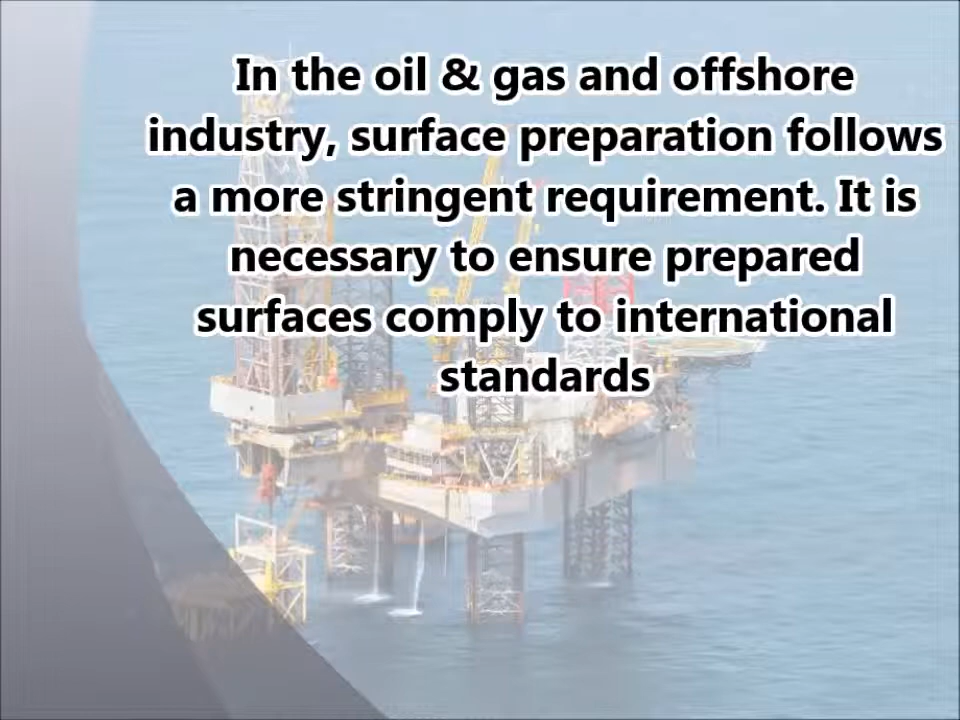 In the oil & gas and offshore
industry, surface preparation follows
a more stringent requirement. It is
necessary to ensure prepared
surfaces comply to international
standards